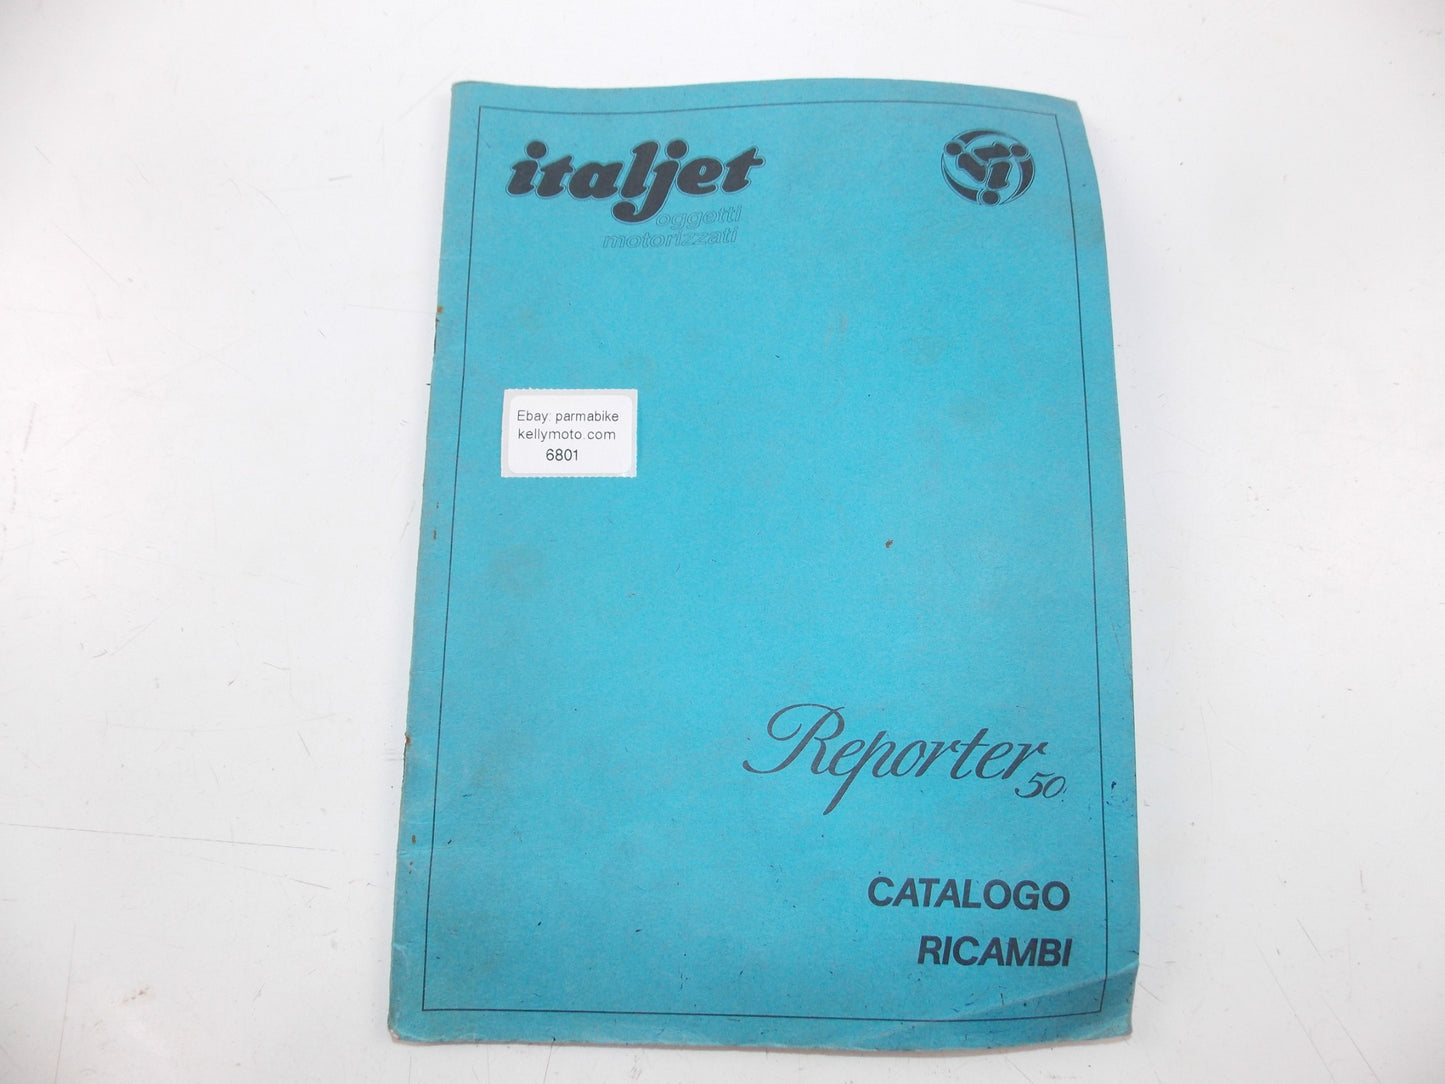 italjet
oggetti
motorizzati
Ebay: parmabike
kellymoto.com
6801
Reporter 50
CATALOGO
RICAMBI